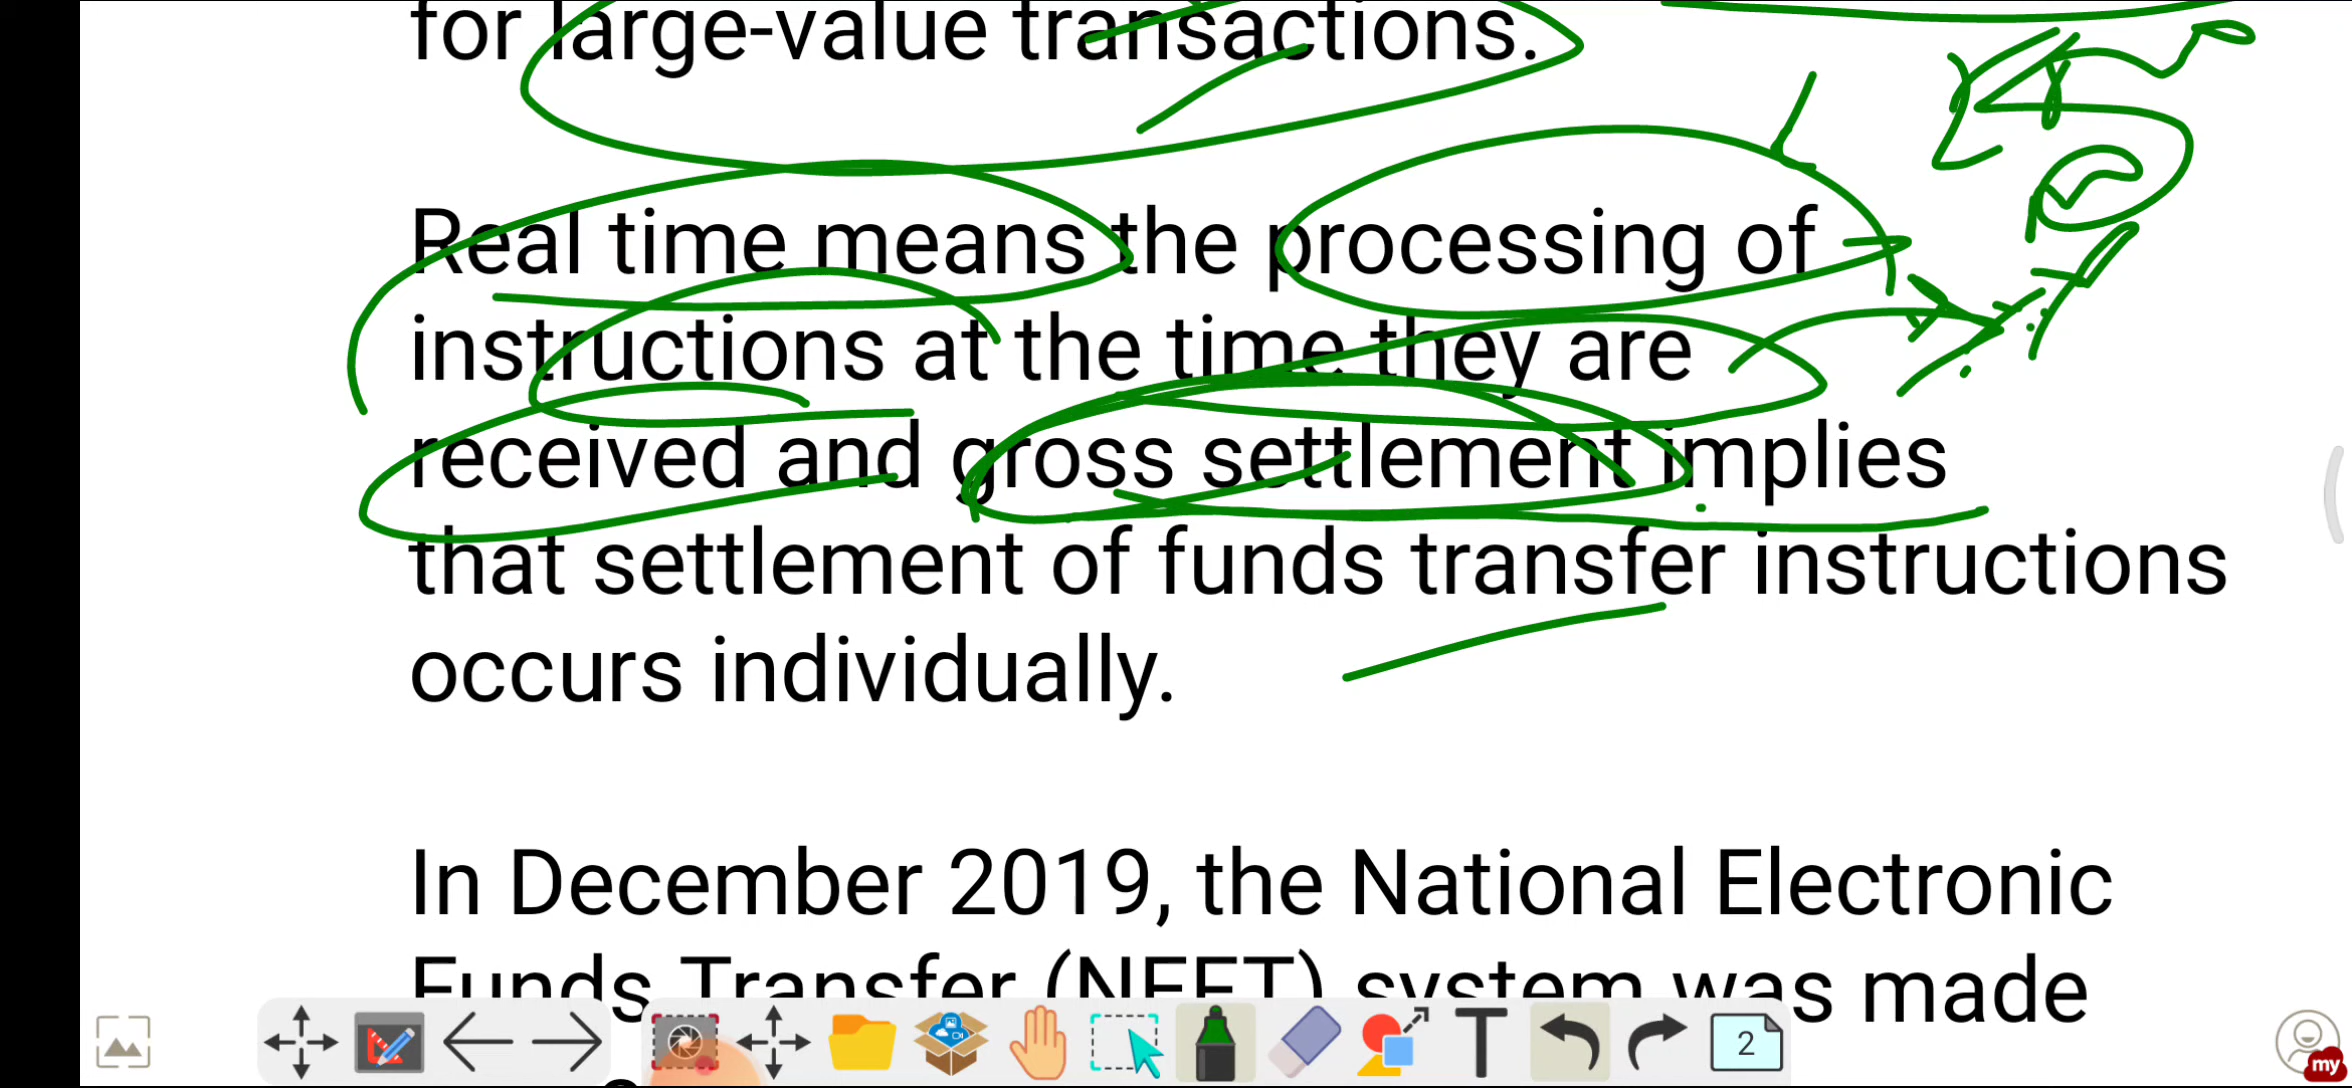 for large-value transactions.
Real time means the processing of
instructions at the time they are
received and gross settlement implies
that settlement of funds transfer instructions
occurs individually.
In December 2019, the National Electronic
Funds Transfer (NEFT) system was made
T
2
my